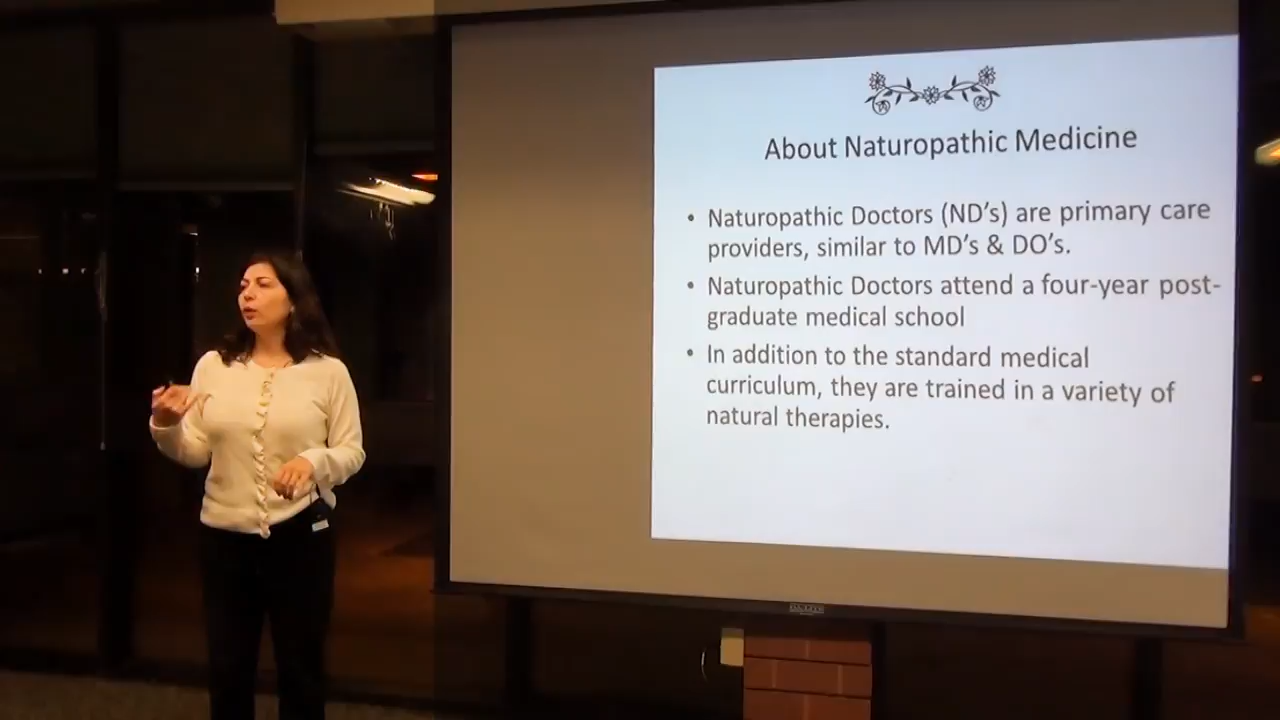 About Naturopathic Medicine
• Naturopathic Doctors (ND's) are primary care
providers, similar to MD's & DO's.
• Naturopathic Doctors attend a four-year post-
graduate medical school
• In addition to the standard medical
curriculum, they are trained in a variety of
natural therapies.